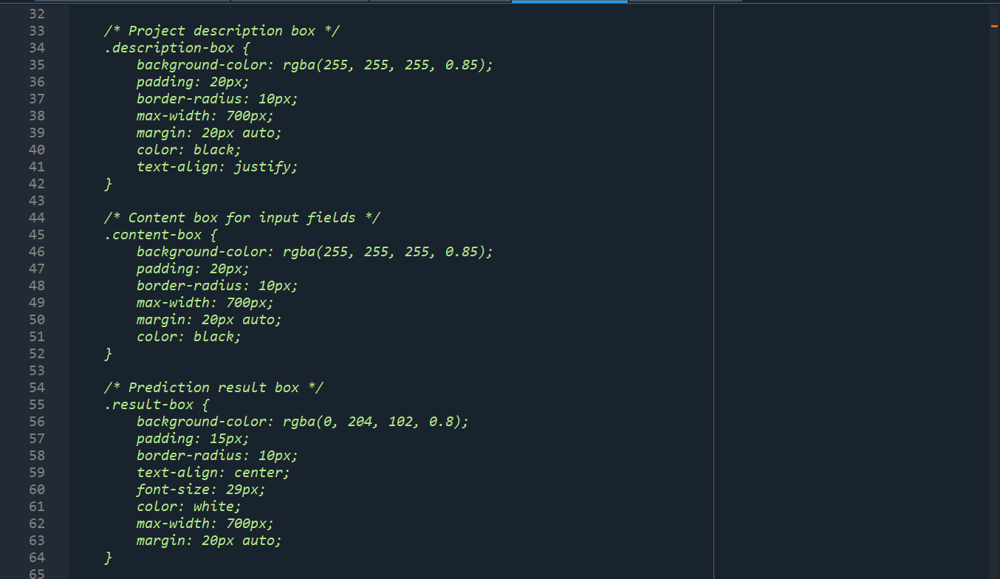 32
33     /* Project description box */
34     .description-box {
35         background-color: rgba(255, 255, 255, 0.85);
36         padding: 20px;
37         border-radius: 10px;
38         max-width: 700px;
39         margin: 20px auto;
40         color: black;
41         text-align: justify;
42     }
43
44     /* Content box for input fields */
45     .content-box {
46         background-color: rgba(255, 255, 255, 0.85);
47         padding: 20px;
48         border-radius: 10px;
49         max-width: 700px;
50         margin: 20px auto;
51         color: black;
52     }
53
54     /* Prediction result box */
55     .result-box {
56         background-color: rgba(0, 204, 102, 0.8);
57         padding: 15px;
58         border-radius: 10px;
59         text-align: center;
60         font-size: 29px;
61         color: white;
62         max-width: 700px;
63         margin: 20px auto;
64     }
65